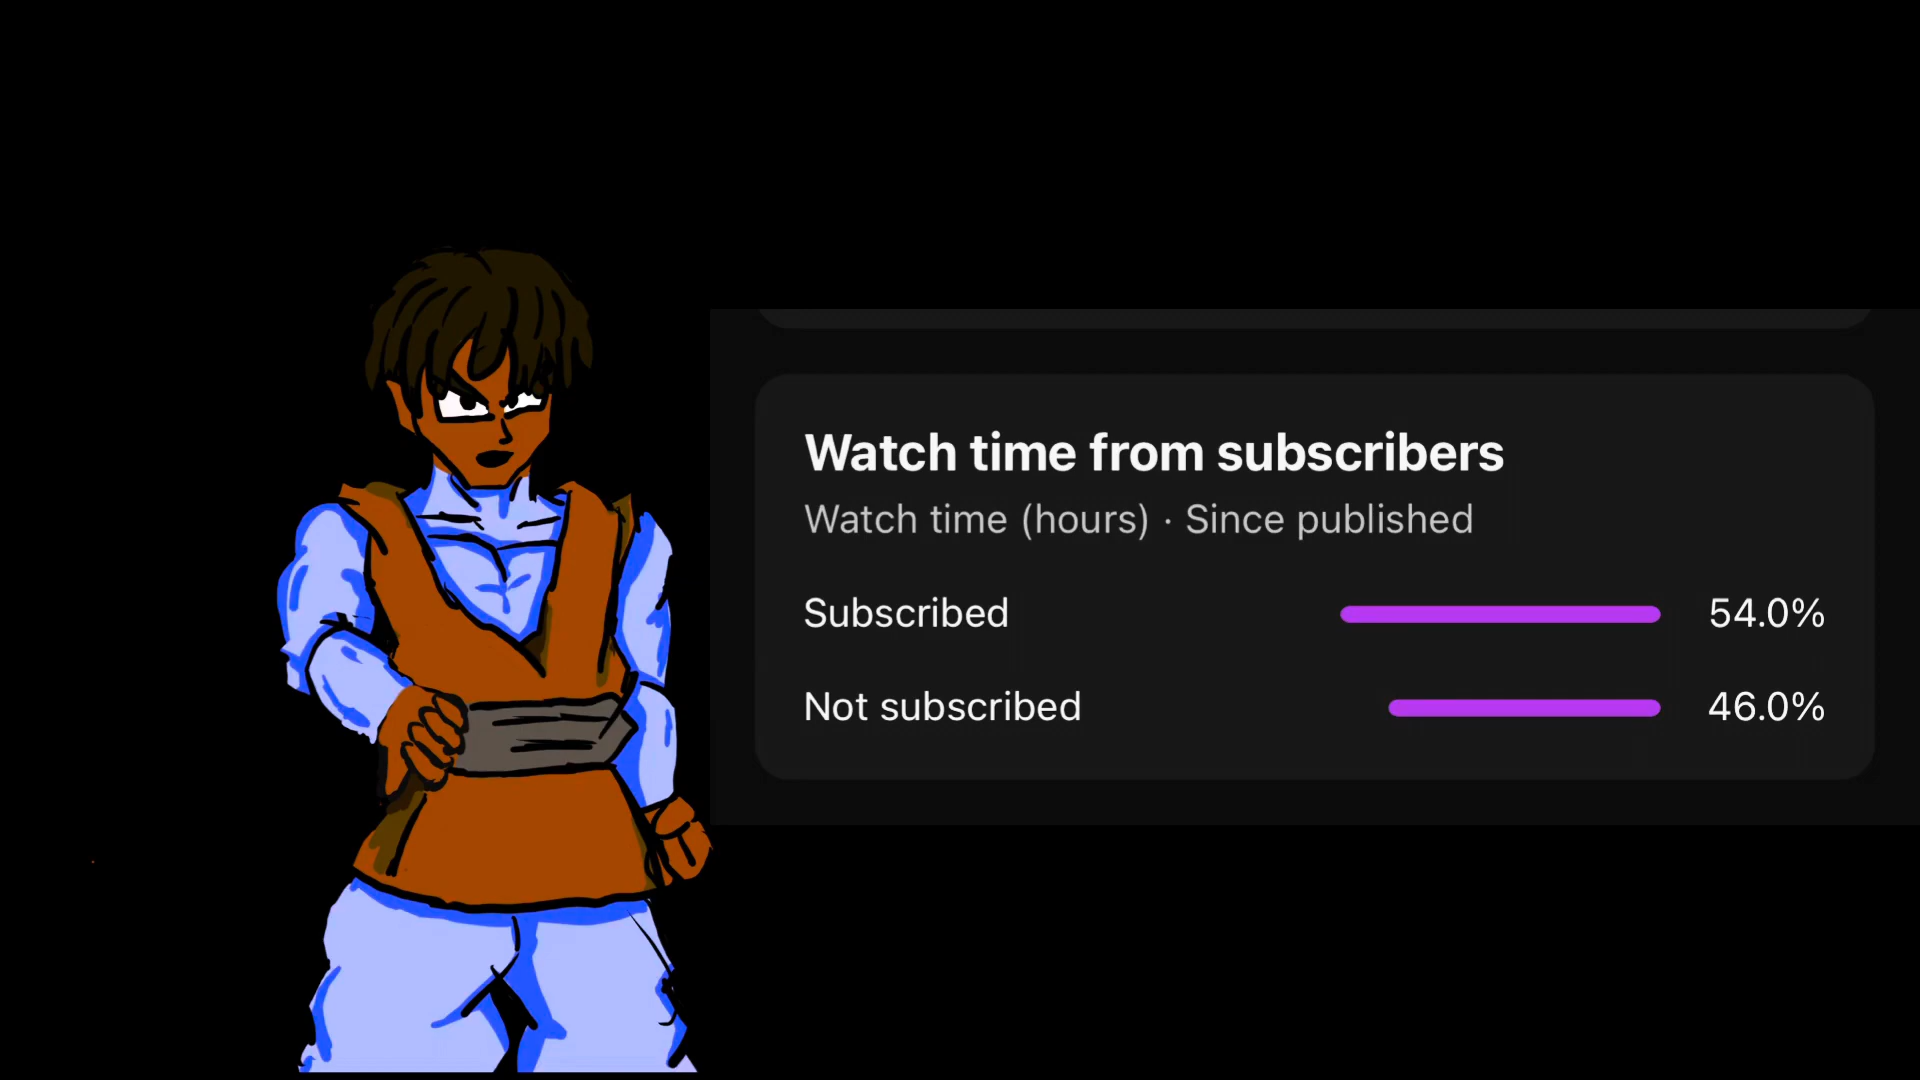 Watch time from subscribers
Watch time (hours) · Since published
Subscribed 54.0%
Not subscribed 46.0%